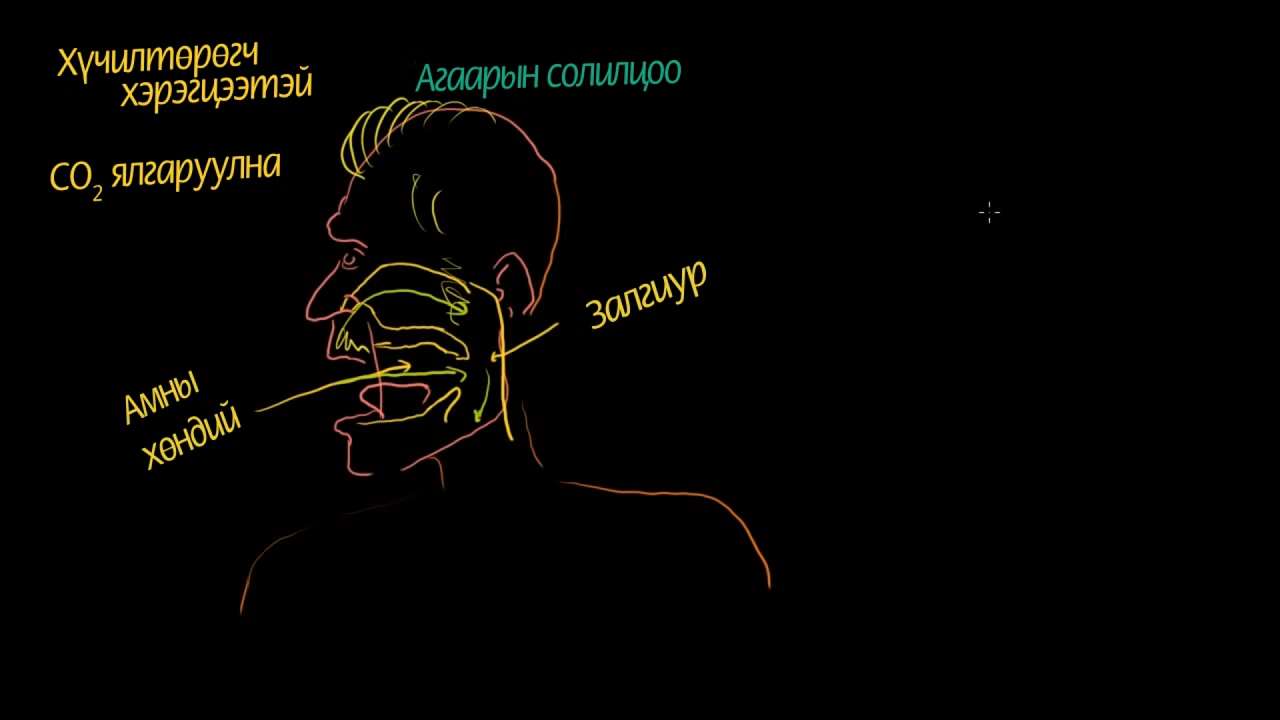 Хүчилтөрөгч
хэрэгцээтэй
Агаарын солилцоо
CO₂ ялгаруулна
Залгиур
Амны
хөндий